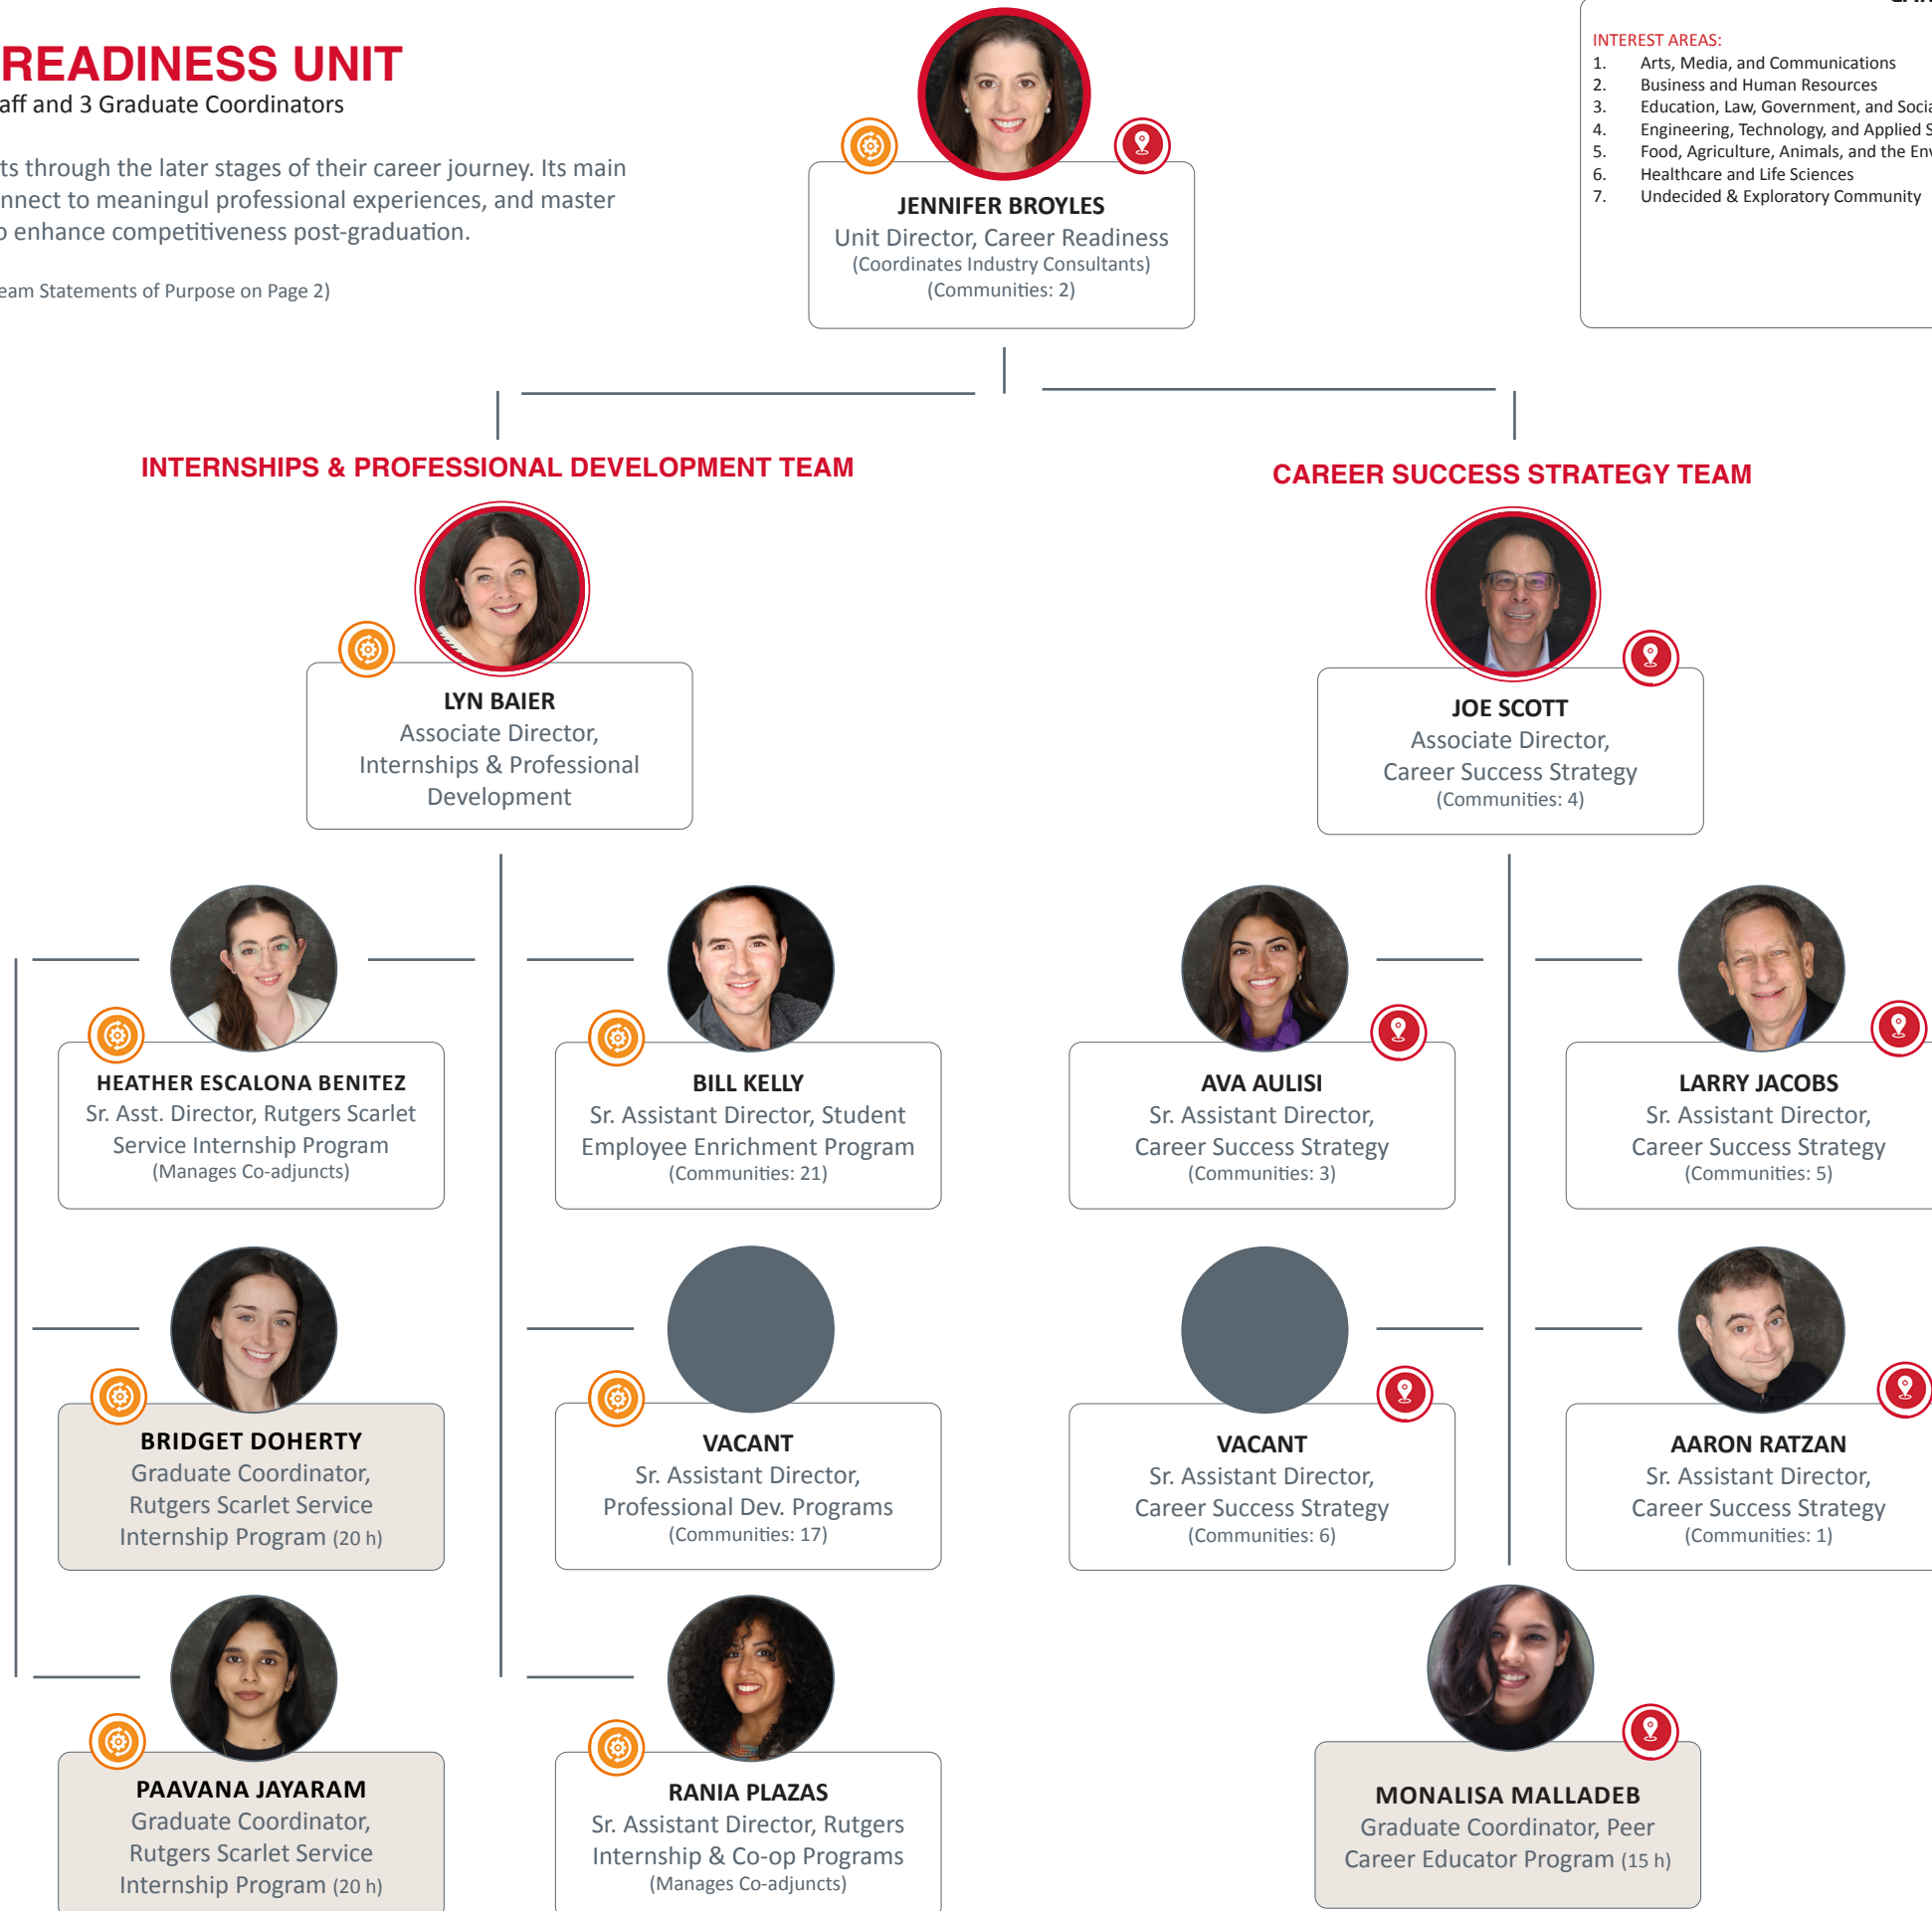 READINESS UNIT
and 3 Graduate Coordinators
through the later stages of their career journey. Its main
to meaningul professional experiences, and master
enhance competitiveness post-graduation.
Statements of Purpose on Page 2)
INTEREST AREAS:
1. Arts, Media, and Communications
2. Business and Human Resources
3. Education, Law, Government, and
4. Engineering, Technology, and Applied
5. Food, Agriculture, Animals, and the
6. Healthcare and Life Sciences
7. Undecided & Exploratory Community
JENNIFER BROYLES
Unit Director, Career Readiness
(Coordinates Industry Consultants)
(Communities: 2)
INTERNSHIPS & PROFESSIONAL DEVELOPMENT TEAM
LYN BAIER
Associate Director,
Internships & Professional
Development
HEATHER ESCALONA BENITEZ
Sr. Asst. Director, Rutgers Scarlet
Service Internship Program
(Manages Co-adjuncts)
BILL KELLY
Sr. Assistant Director, Student
Employee Enrichment Program
(Communities: 21)
BRIDGET DOHERTY
Graduate Coordinator,
Rutgers Scarlet Service
Internship Program (20 h)
VACANT
Sr. Assistant Director,
Professional Dev. Programs
(Communities: 17)
PAAVANA JAYARAM
Graduate Coordinator,
Rutgers Scarlet Service
Internship Program (20 h)
RANIA PLAZAS
Sr. Assistant Director, Rutgers
Internship & Co-op Programs
(Manages Co-adjuncts)
CAREER SUCCESS STRATEGY TEAM
JOE SCOTT
Associate Director,
Career Success Strategy
(Communities: 4)
AVA AULISI
Sr. Assistant Director,
Career Success Strategy
(Communities: 3)
LARRY JACOBS
Sr. Assistant Director,
Career Success Strategy
(Communities: 5)
VACANT
Sr. Assistant Director,
Career Success Strategy
(Communities: 6)
AARON RATZAN
Sr. Assistant Director,
Career Success Strategy
(Communities: 1)
MONALISA MALLADEB
Graduate Coordinator, Peer
Career Educator Program (15 h)